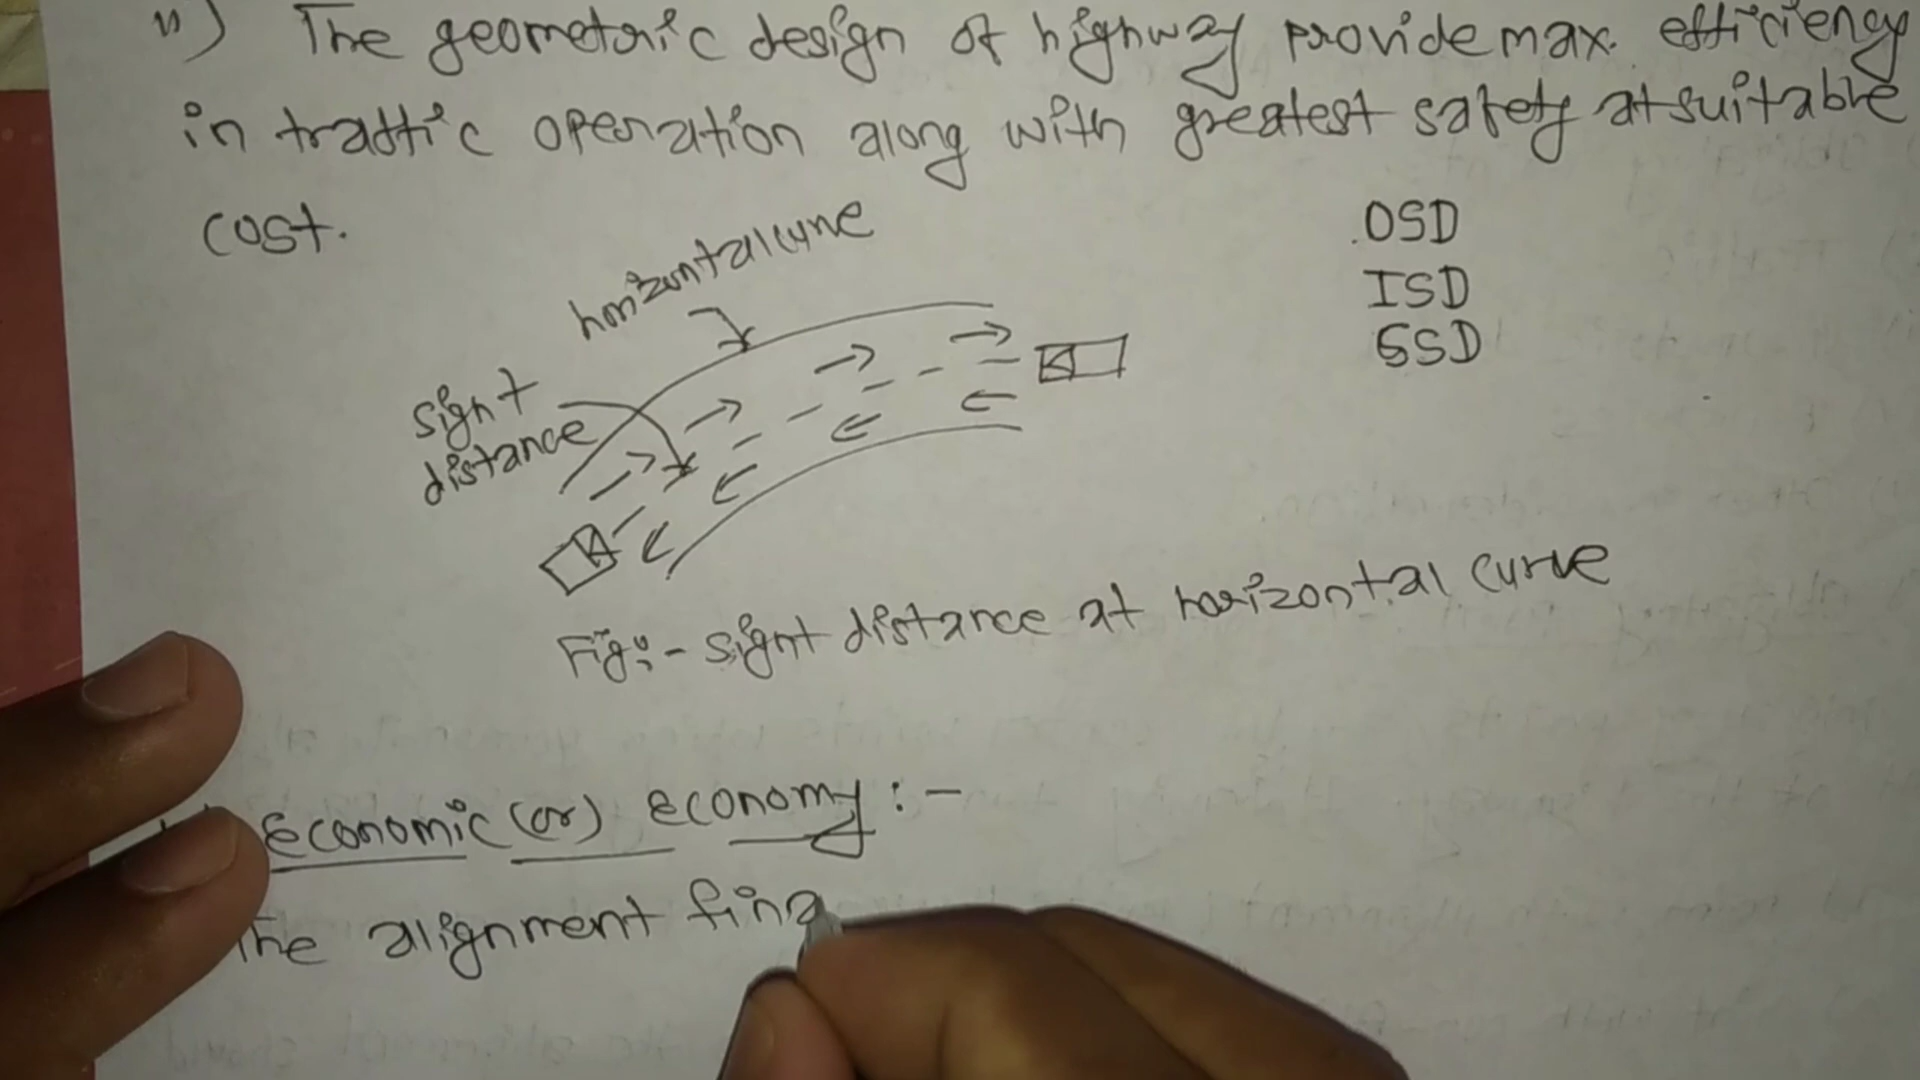 ii) The geometric design of highway provide max. efficiency
in traffic operation along with greatest safety at suitable
cost.
OSD
ISD
SSD
horizontal curve
sight
distance
Fig:- sight distance at horizontal curve
economic (or) economy :-
The alignment fina